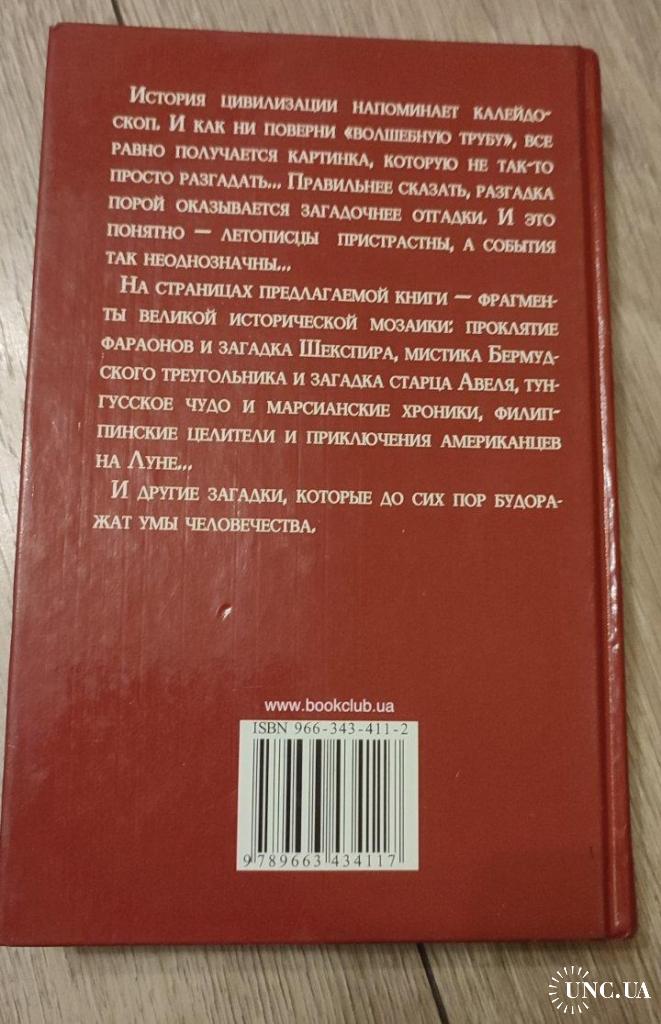 История цивилизации напоминает калейдо-
скоп. И как ни поверни «волшебную трубу», все
равно получается картинка, которую не так-то
просто разгадать... Правильнее сказать, разгадка
порой оказывается загадочнее отгадки. И это
понятно — летописцы пристрастны, а события
так неоднозначны...
На страницах предлагаемой книги — фрагмен-
ты великой исторической мозаики: проклятие
фараонов и загадка Шекспира, мистика Бермуд-
ского треугольника и загадка старца Авеля, тун-
гусское чудо и марсианские хроники, филип-
пинские целители и приключения американцев
на Луне...
И другие загадки, которые до сих пор будора-
жат умы человечества.
www.bookclub.ua
ISBN 966-343-411-2
9 789663 434117
UNC.UA